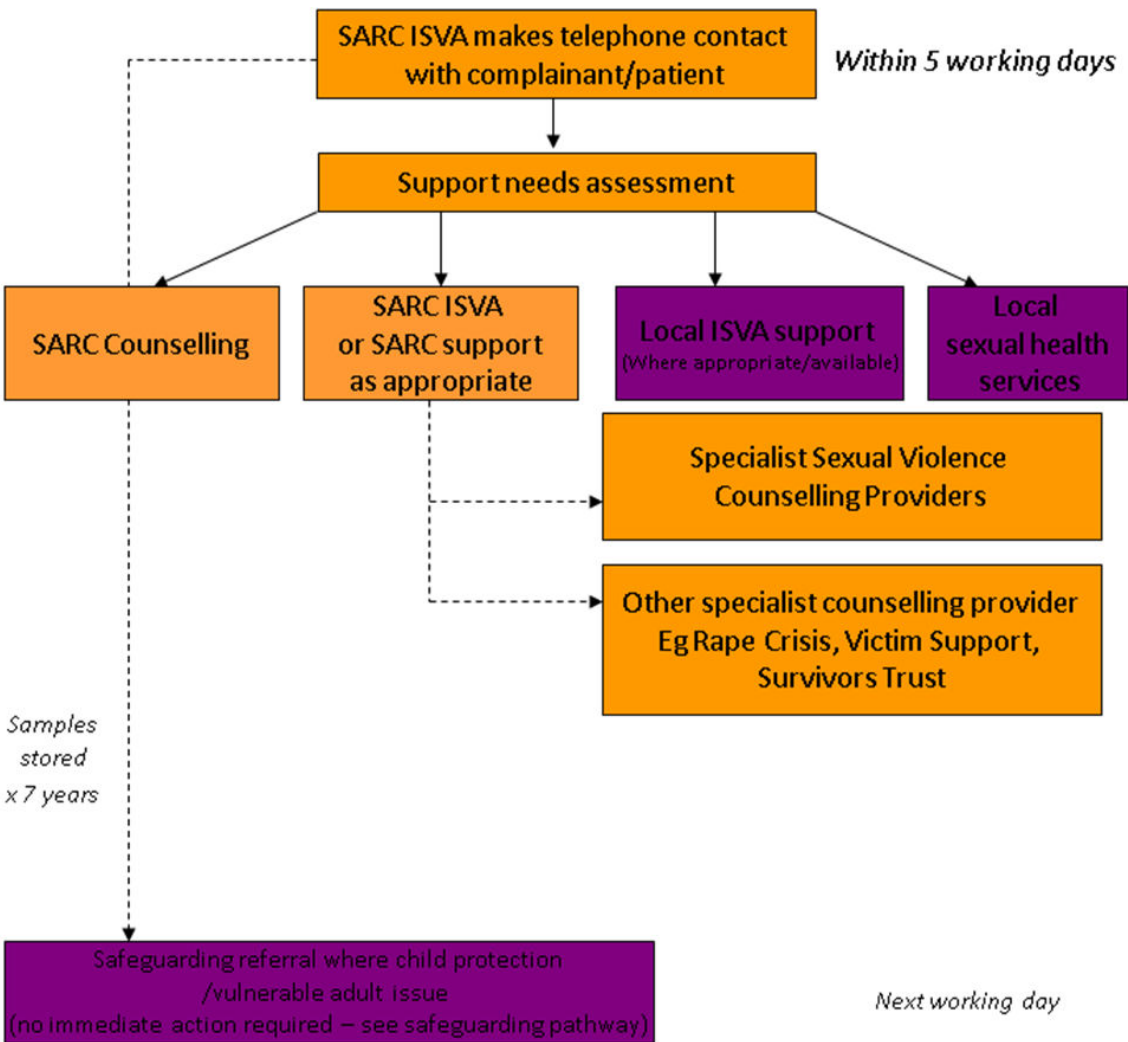 SARC ISVA makes telephone contact
with complainant/patient
Within 5 working days
Support needs assessment
SARC Counselling
SARC ISVA
or SARC support
as appropriate
Local ISVA support
(Where appropriate/available)
Local
sexual health
services
Specialist Sexual Violence
Counselling Providers
Other specialist counselling provider
Eg Rape Crisis, Victim Support,
Survivors Trust
Samples
stored
x 7 years
Safeguarding referral where child protection
/vulnerable adult issue
(no immediate action required – see safeguarding pathway)
Next working day